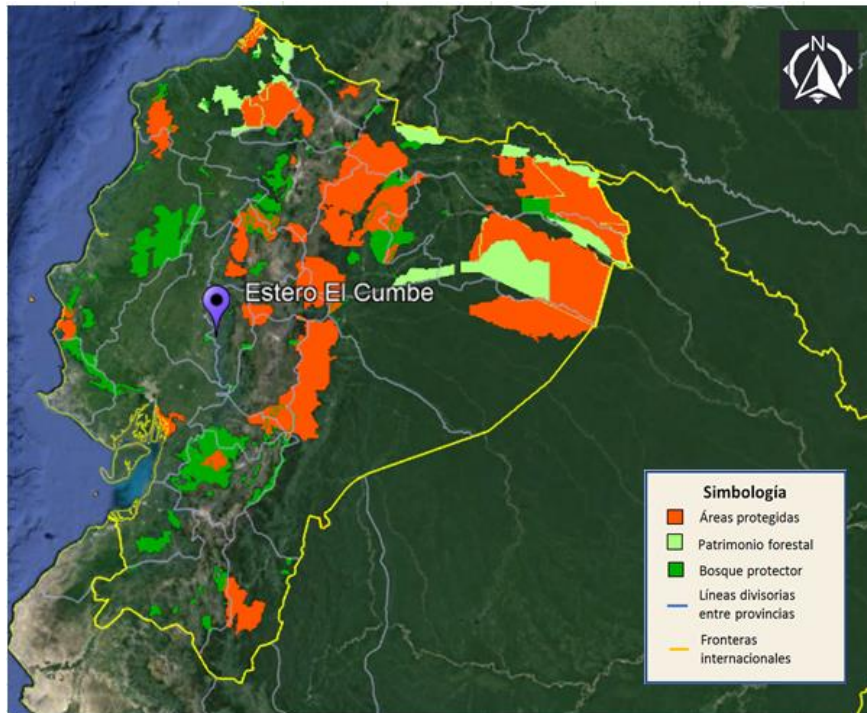 N
Estero El Cumbe
Simbología
Áreas protegidas
Patrimonio forestal
Bosque protector
Líneas divisorias
entre provincias
Fronteras
internacionales